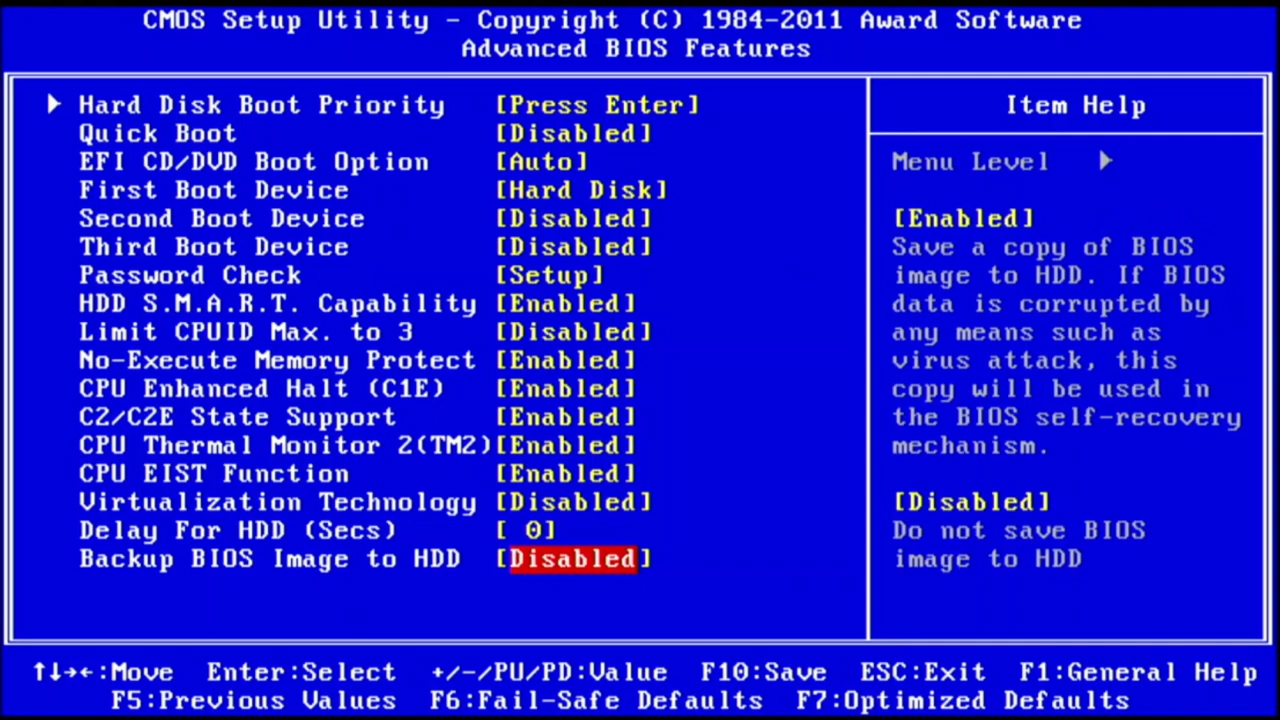 CMOS Setup Utility - Copyright (C) 1984-2011 Award Software
Advanced BIOS Features
Hard Disk Boot Priority [Press Enter]
Quick Boot [Disabled]
EFI CD/DVD Boot Option [Auto]
First Boot Device [Hard Disk]
Second Boot Device [Disabled]
Third Boot Device [Disabled]
Password Check [Setup]
HDD S.M.A.R.T. Capability [Enabled]
Limit CPUID Max. to 3 [Disabled]
No-Execute Memory Protect [Enabled]
CPU Enhanced Halt (C1E) [Enabled]
C2/C2E State Support [Enabled]
CPU Thermal Monitor 2(TM2) [Enabled]
CPU EIST Function [Enabled]
Virtualization Technology [Disabled]
Delay For HDD (Secs) [ 0]
Backup BIOS Image to HDD [Disabled]
Item Help
Menu Level
[Enabled]
Save a copy of BIOS
image to HDD. If BIOS
data is corrupted by
any means such as
virus attack, this
copy will be used in
the BIOS self-recovery
mechanism.
[Disabled]
Do not save BIOS
image to HDD
↑↓→←:Move Enter:Select +/-/PU/PD:Value F10:Save ESC:Exit F1:General Help
F5:Previous Values F6:Fail-Safe Defaults F7:Optimized Defaults